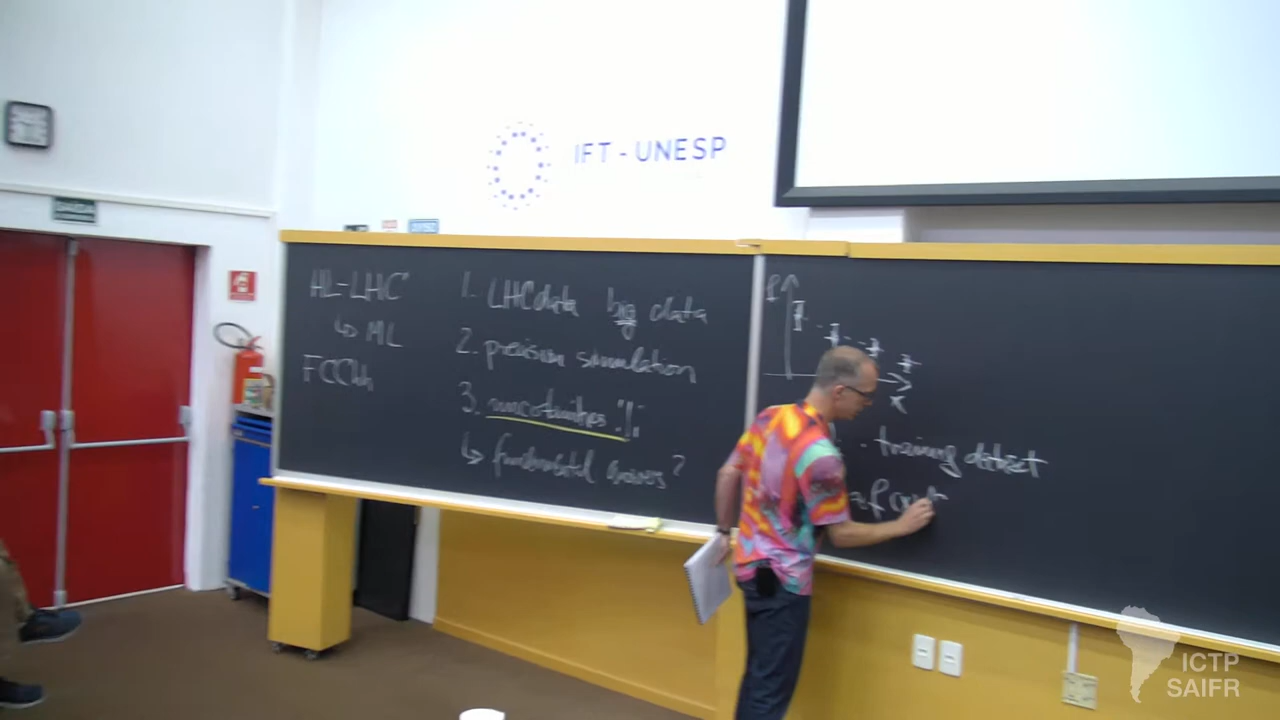 IFT - UNESP
HL-LHC
↳ ML
FCChh
1. LHC data big data
2. precision simulation
3. uncertainties
↳ fundamental
?
f
x
training dataset
ICTP
SAIFR